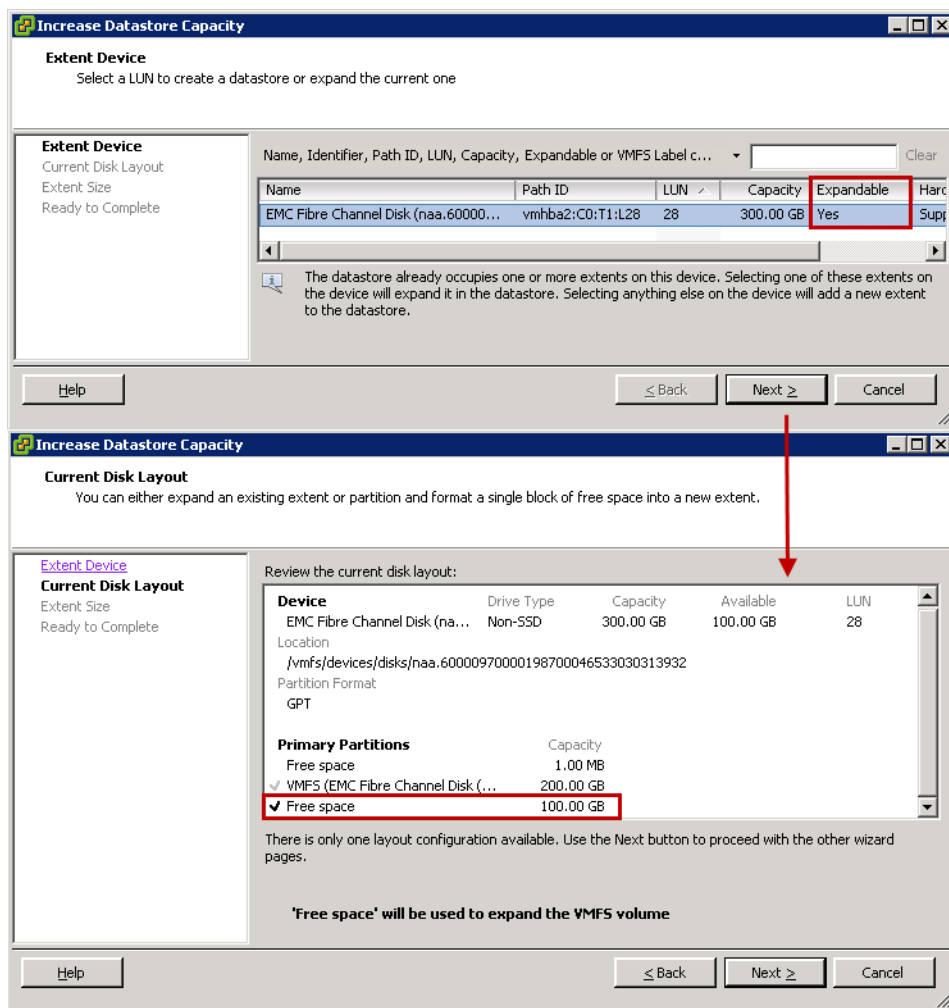 Increase Datastore Capacity
Extent Device
Select a LUN to create a datastore or expand the current one
Extent Device
Current Disk Layout
Extent Size
Ready to Complete
Name, Identifier, Path ID, LUN, Capacity, Expandable or VMFS Label c... Clear
Name Path ID LUN Capacity Expandable Hard
EMC Fibre Channel Disk (naa.60000... vmhba2:C0:T1:L28 28 300.00 GB Yes Supp
The datastore already occupies one or more extents on this device. Selecting one of these extents on
the device will expand it in the datastore. Selecting anything else on the device will add a new extent
to the datastore.
Help ≤ Back Next ≥ Cancel
Increase Datastore Capacity
Current Disk Layout
You can either expand an existing extent or partition and format a single block of free space into a new extent.
Extent Device
Current Disk Layout
Extent Size
Ready to Complete
Review the current disk layout:
Device Drive Type Capacity Available LUN
EMC Fibre Channel Disk (na... Non-SSD 300.00 GB 100.00 GB 28
Location
/vmfs/devices/disks/naa.60000970000198700046533030313932
Partition Format
GPT
Primary Partitions Capacity
Free space 1.00 MB
VMFS (EMC Fibre Channel Disk (... 200.00 GB
Free space 100.00 GB
There is only one layout configuration available. Use the Next button to proceed with the other wizard
pages.
'Free space' will be used to expand the VMFS volume
Help ≤ Back Next ≥ Cancel